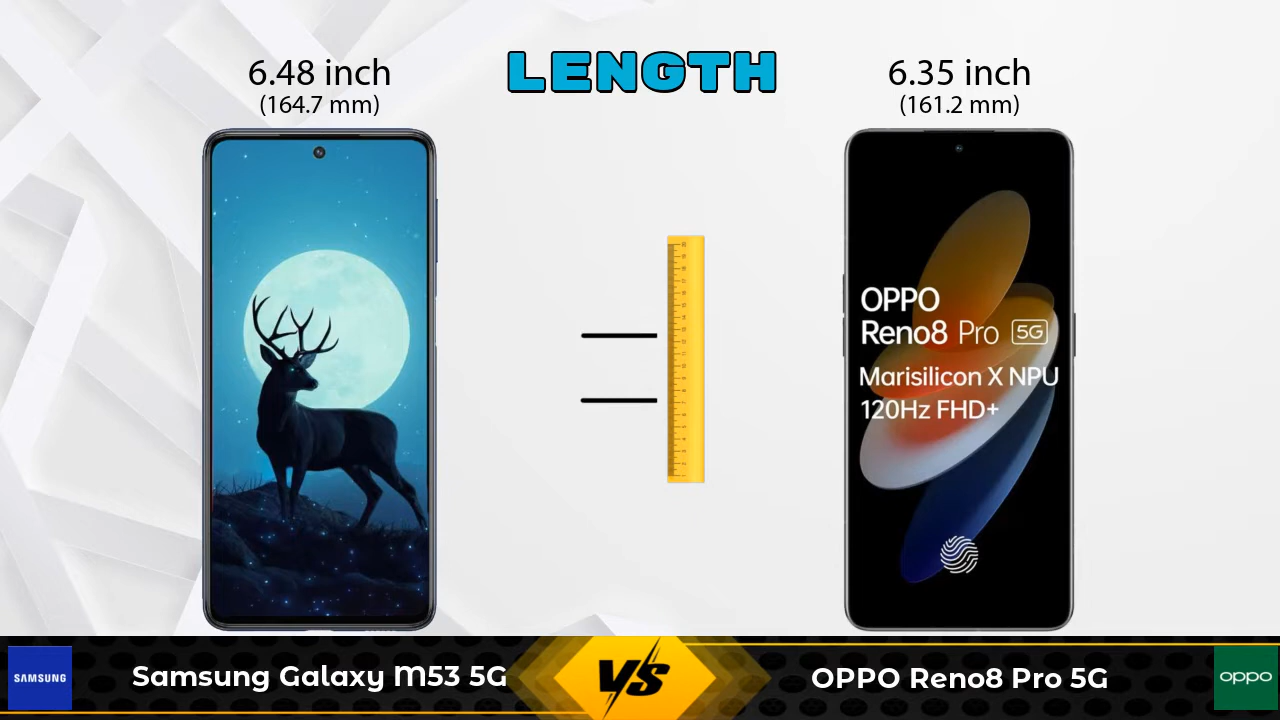 LENGTH
6.48 inch
(164.7 mm)
6.35 inch
(161.2 mm)
OPPO
Reno8 Pro 5G
Marisilicon X NPU
120Hz FHD+
SAMSUNG
Samsung Galaxy M53 5G
VS
OPPO Reno8 Pro 5G
oppo